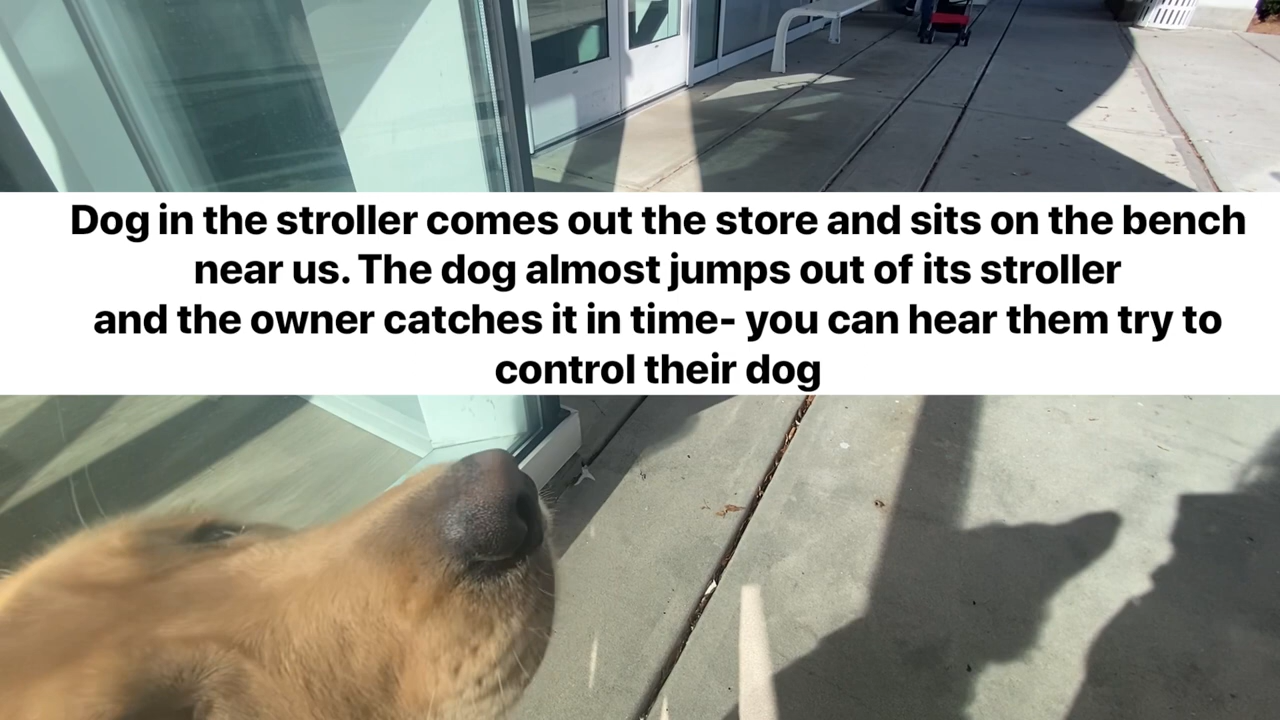 Dog in the stroller comes out the store and sits on the bench
near us. The dog almost jumps out of its stroller
and the owner catches it in time- you can hear them try to
control their dog